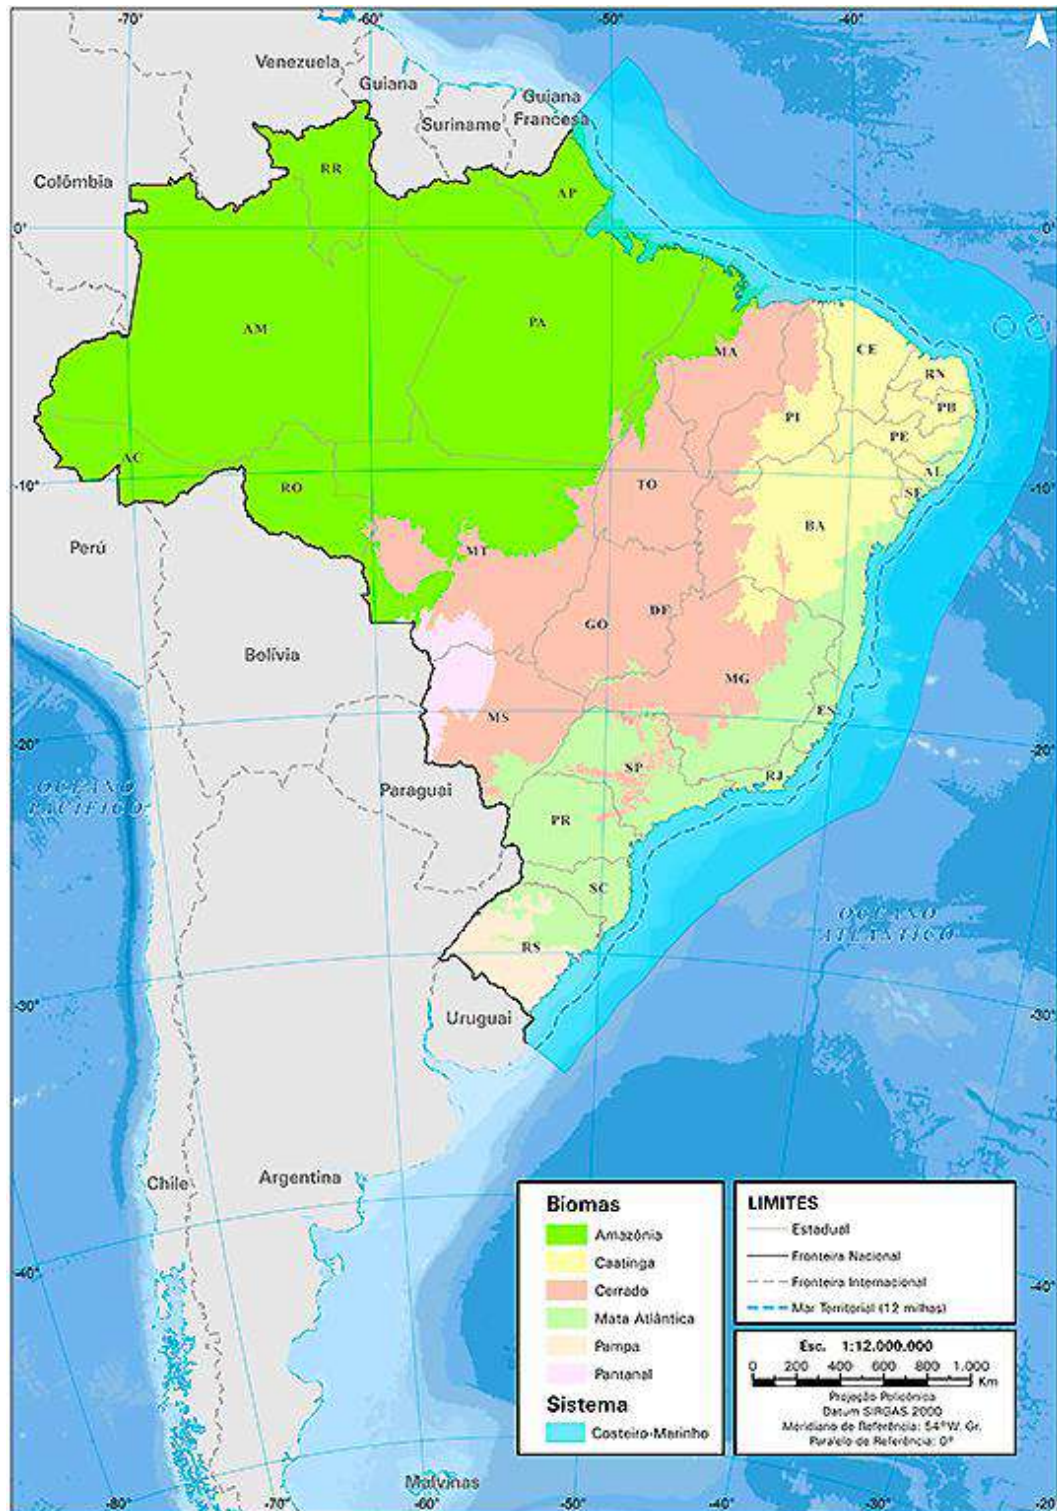 -70°
-60°
-50°
-40°
Venezuela
Guiana
Suriname
Guiana
Francesa
Colômbia
RR
AP
0°
0°
AM
PA
MA
CE
RN
PB
PI
PE
AL
SE
AC
RO
TO
BA
-10°
-10°
Perú
MT
GO
DF
Bolívia
MG
ES
MS
-20°
-20°
SP
RJ
OCEANO
PACÍFICO
Paraguai
PR
SC
OCEANO
ATLÂNTICO
RS
-30°
-30°
Uruguai
Chile
Argentina
-40°
-40°
Malvinas
-80°
-70°
-60°
-50°
-40°
-30°
-20°
Biomas
Amazônia
Caatinga
Cerrado
Mata Atlântica
Pampa
Pantanal
Sistema
Costeiro-Marinho
LIMITES
Estadual
Fronteira Nacional
Fronteira Internacional
Mar Territorial (12 milhas)
Esc. 1:12.000.000
0 200 400 600 800 1.000
Km
Projeção Policônica
Datum SIRGAS 2000
Meridiano de Referência: 54°W. Gr.
Paralelo de Referência: 0°